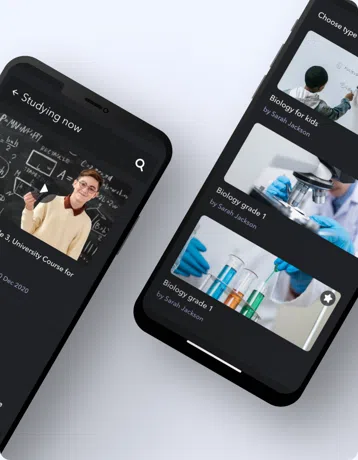 Choose type
Biology for kids
by Sarah Jackson
Biology grade 1
by Sarah Jackson
Biology grade 1
by Sarah Jackson
Studying now
e 3, University Course for
Dec 2020